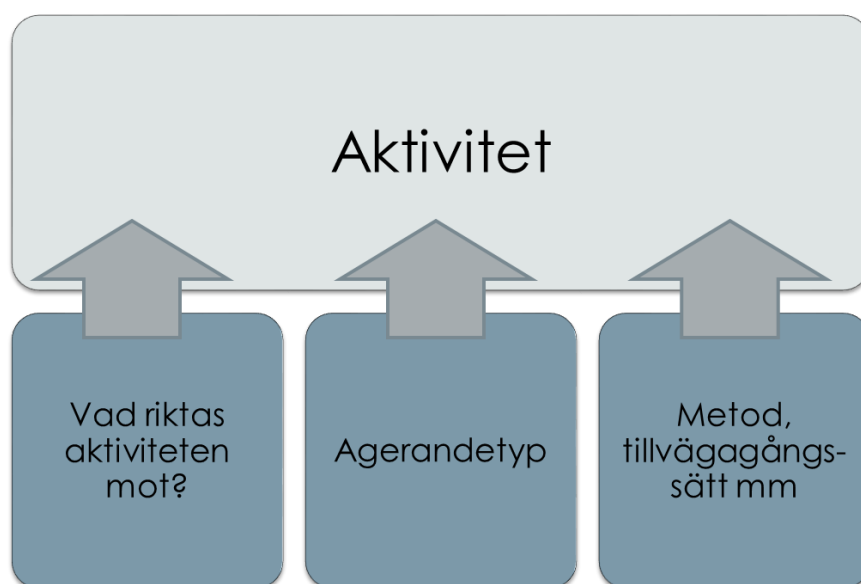 Aktivitet
Vad riktas
aktiviteten
mot?
Agerandetyp
Metod,
tillvägagångs-
sätt mm